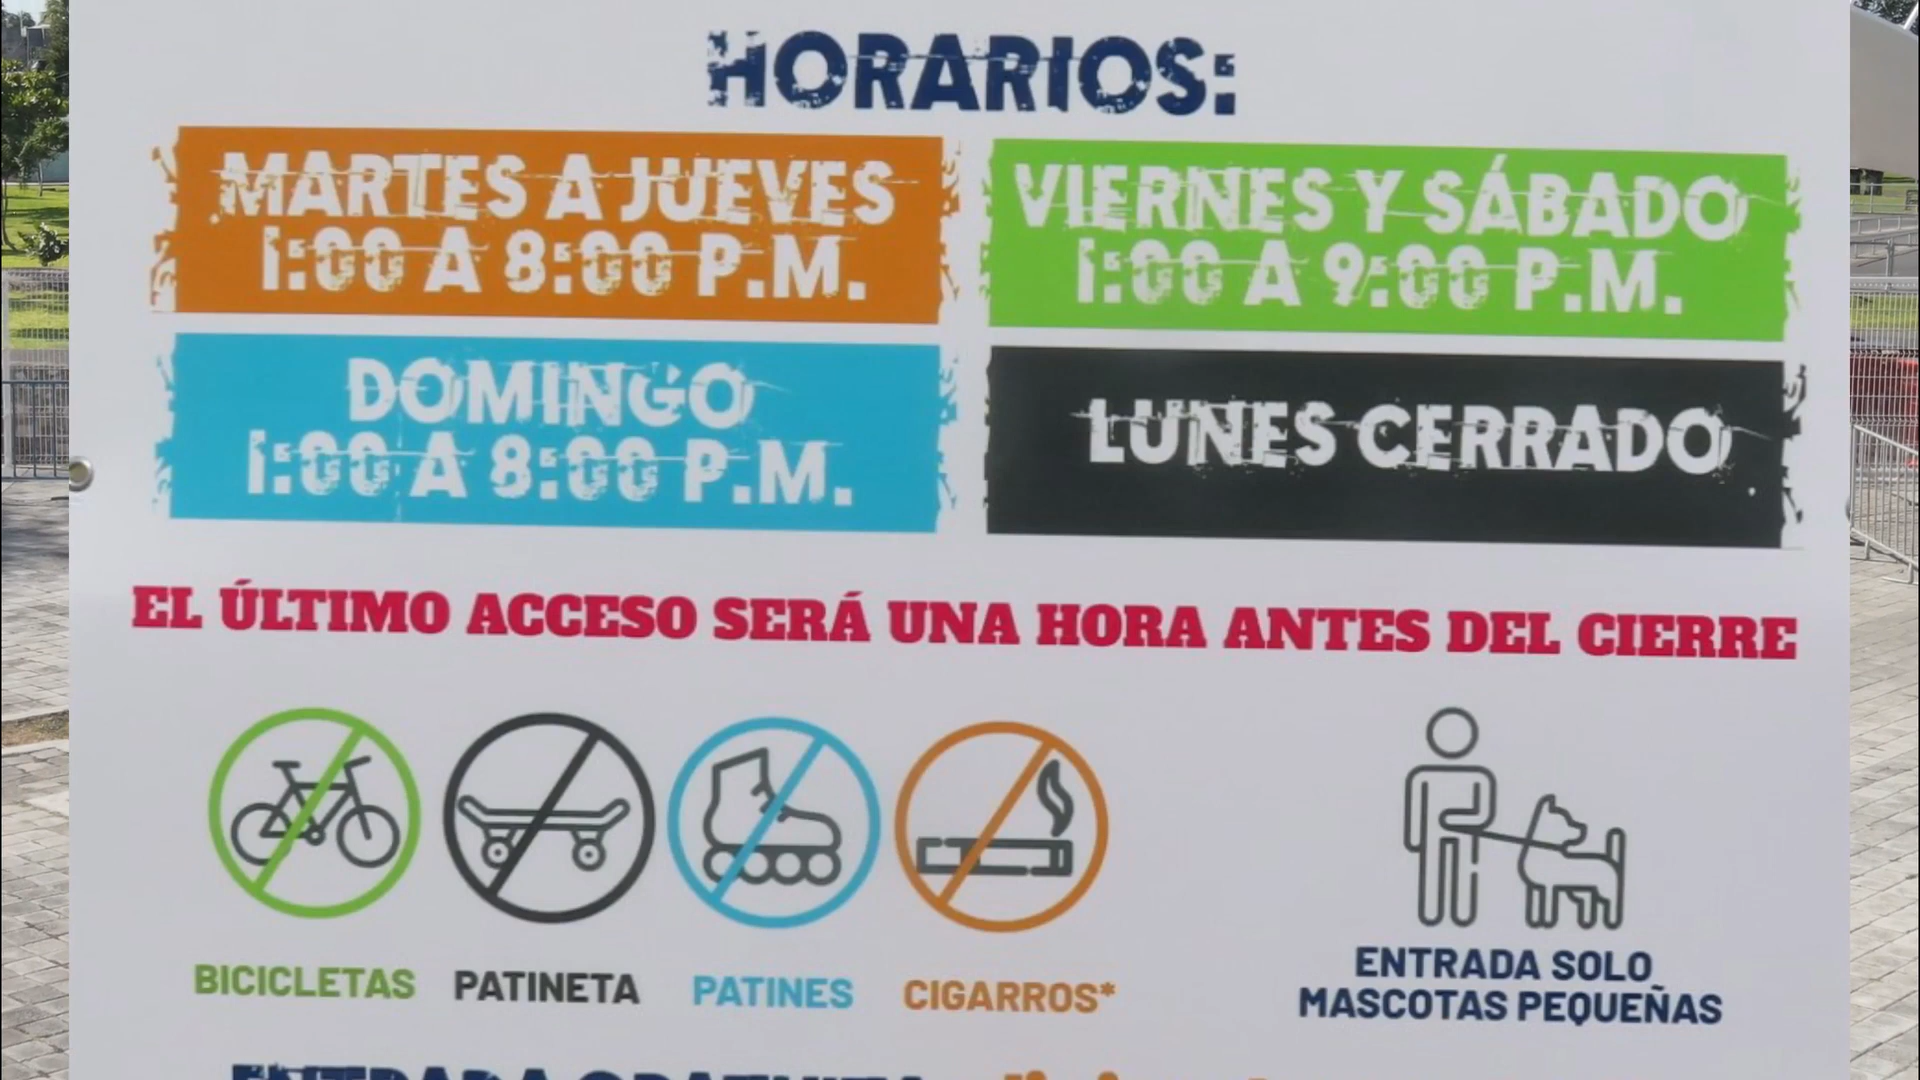 HORARIOS:
MARTES A JUEVES
1:00 A 8:00 P.M.
VIERNES Y SÁBADO
1:00 A 9:00 P.M.
DOMINGO
1:00 A 8:00 P.M.
LUNES CERRADO
EL ÚLTIMO ACCESO SERÁ UNA HORA ANTES DEL CIERRE
BICICLETAS
PATINETA
PATINES
CIGARROS*
ENTRADA SOLO
MASCOTAS PEQUEÑAS